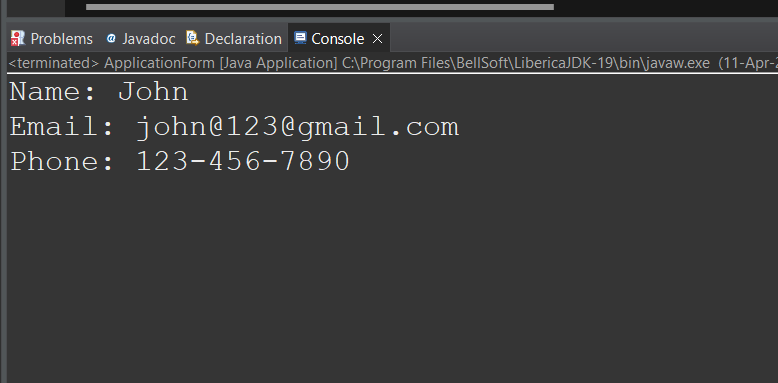 Problems @ Javadoc Declaration Console
<terminated> ApplicationForm [Java Application] C:\Program Files\BellSoft\LibericaJDK-19\bin\javaw.exe (11-Apr-2
Name: John
Email: john@123@gmail.com
Phone: 123-456-7890